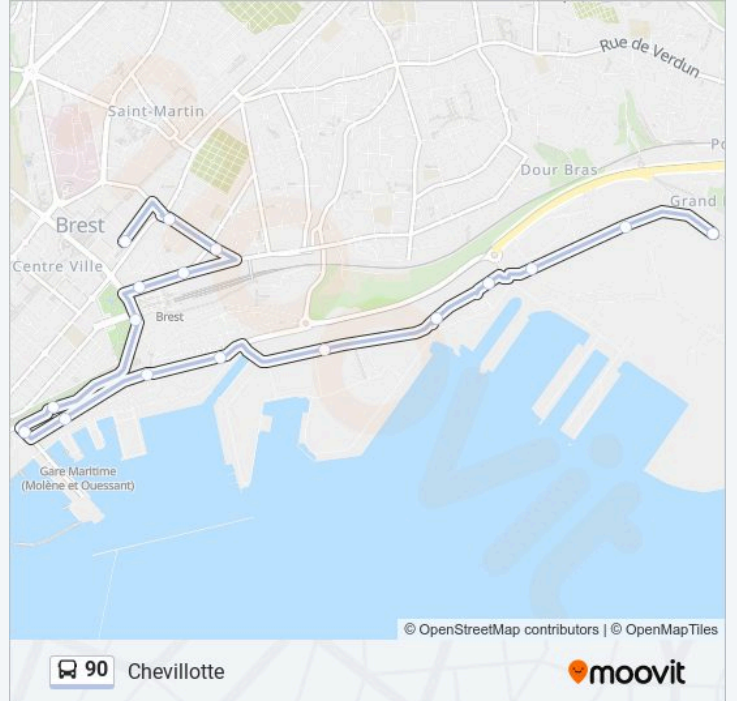 Rue de Verdun
Saint-Martin
Dour Bras
Grand
Brest
Centre Ville
Brest
Gare Maritime
(Molène et Ouessant)
© OpenStreetMap contributors | © OpenMapTiles
90 Chevillotte
moovit